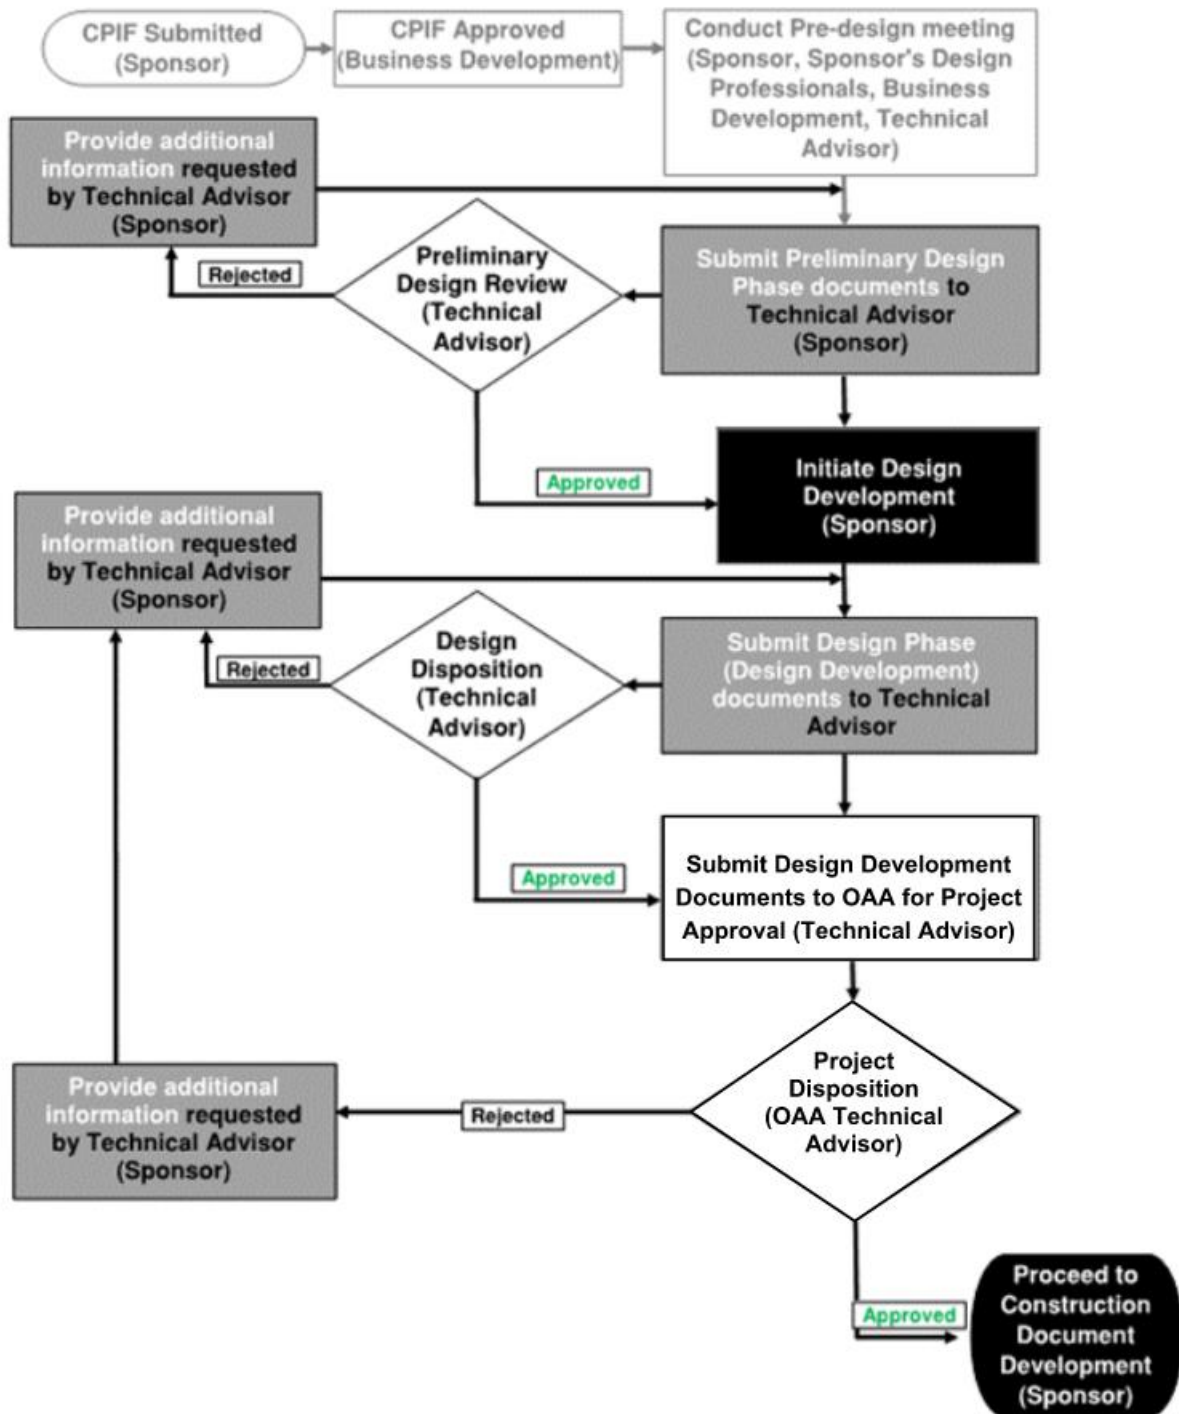 CPIF Submitted
(Sponsor)
CPIF Approved
(Business Development)
Conduct Pre-design meeting
(Sponsor, Sponsor's Design
Professionals, Business
Development, Technical
Advisor)
Provide additional
information requested
by Technical Advisor
(Sponsor)
Rejected
Preliminary
Design Review
(Technical
Advisor)
Submit Preliminary Design
Phase documents to
Technical Advisor
(Sponsor)
Approved
Initiate Design
Development
(Sponsor)
Provide additional
information requested
by Technical Advisor
(Sponsor)
Rejected
Design
Disposition
(Technical
Advisor)
Submit Design Phase
(Design Development)
documents to Technical
Advisor
Approved
Submit Design Development
Documents to OAA for Project
Approval (Technical Advisor)
Project
Disposition
(OAA Technical
Advisor)
Rejected
Provide additional
information requested
by Technical Advisor
(Sponsor)
Approved
Proceed to
Construction
Document
Development
(Sponsor)